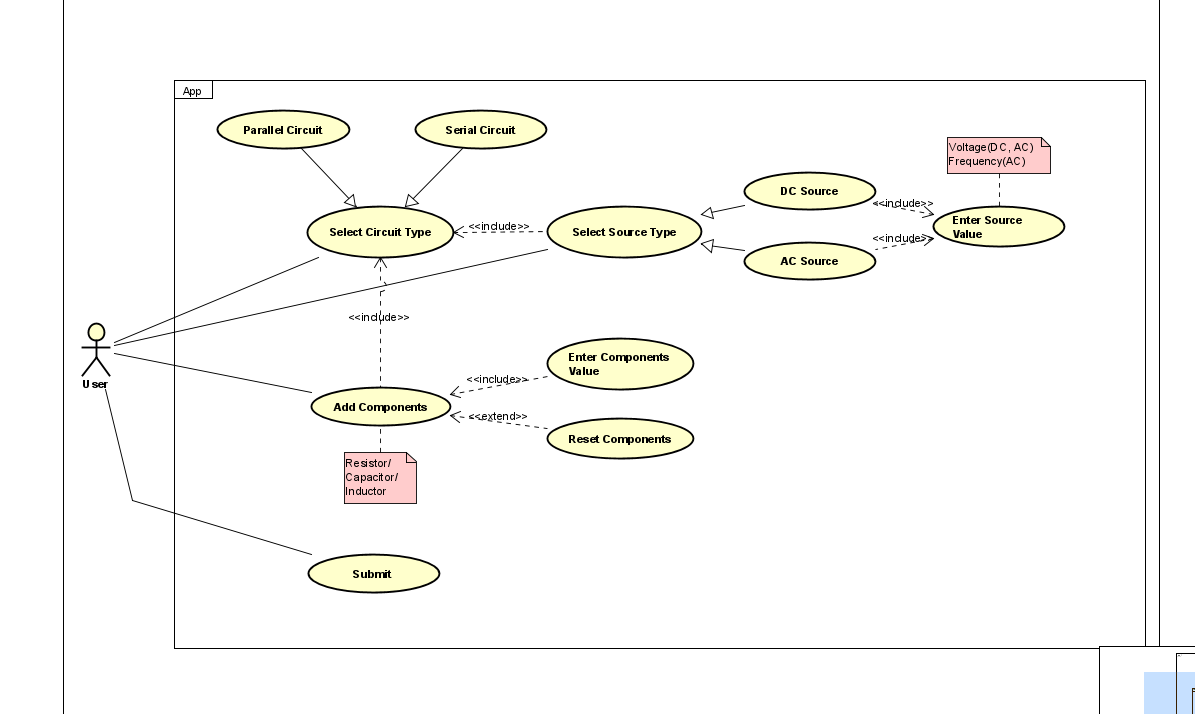 App
Parallel Circuit
Serial Circuit
Voltage(DC, AC)
Frequency(AC)
DC Source
<<include>>
Select Circuit Type
<<include>>
Select Source Type
Enter Source
Value
<<include>>
AC Source
<<include>>
User
Enter Components
Value
<<include>>
Add Components
<<extend>>
Reset Components
Resistor/
Capacitor/
Inductor
Submit